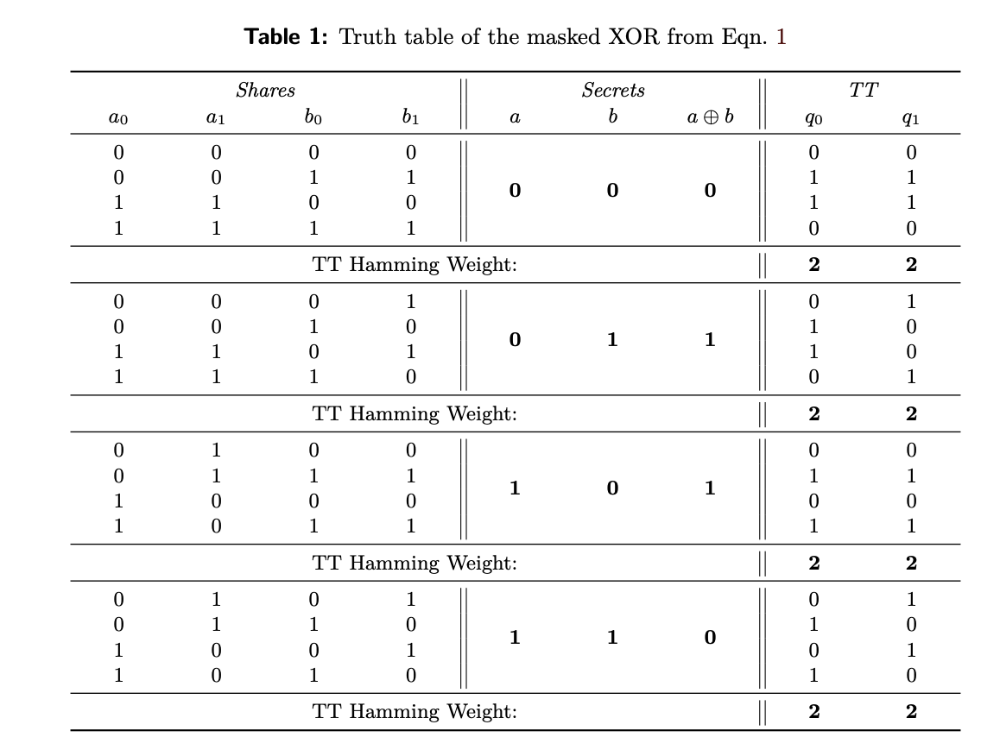 Table 1: Truth table of the masked XOR from Eqn. 1
Shares Secrets TT
a₀ a₁ b₀ b₁ a b a ⊕ b q₀ q₁
0 0 0 0 0 0
0 0 1 1 1 1
0 0 0
1 1 0 0 1 1
1 1 1 1 0 0
TT Hamming Weight: 2 2
0 0 0 1 0 1
0 0 1 0 1 0
0 1 1
1 1 0 1 1 0
1 1 1 0 0 1
TT Hamming Weight: 2 2
0 1 0 0 0 0
0 1 1 1 1 1
1 0 1
1 0 0 0 0 0
1 0 1 1 1 1
TT Hamming Weight: 2 2
0 1 0 1 0 1
0 1 1 0 1 0
1 1 0
1 0 0 1 0 1
1 0 1 0 1 0
TT Hamming Weight: 2 2